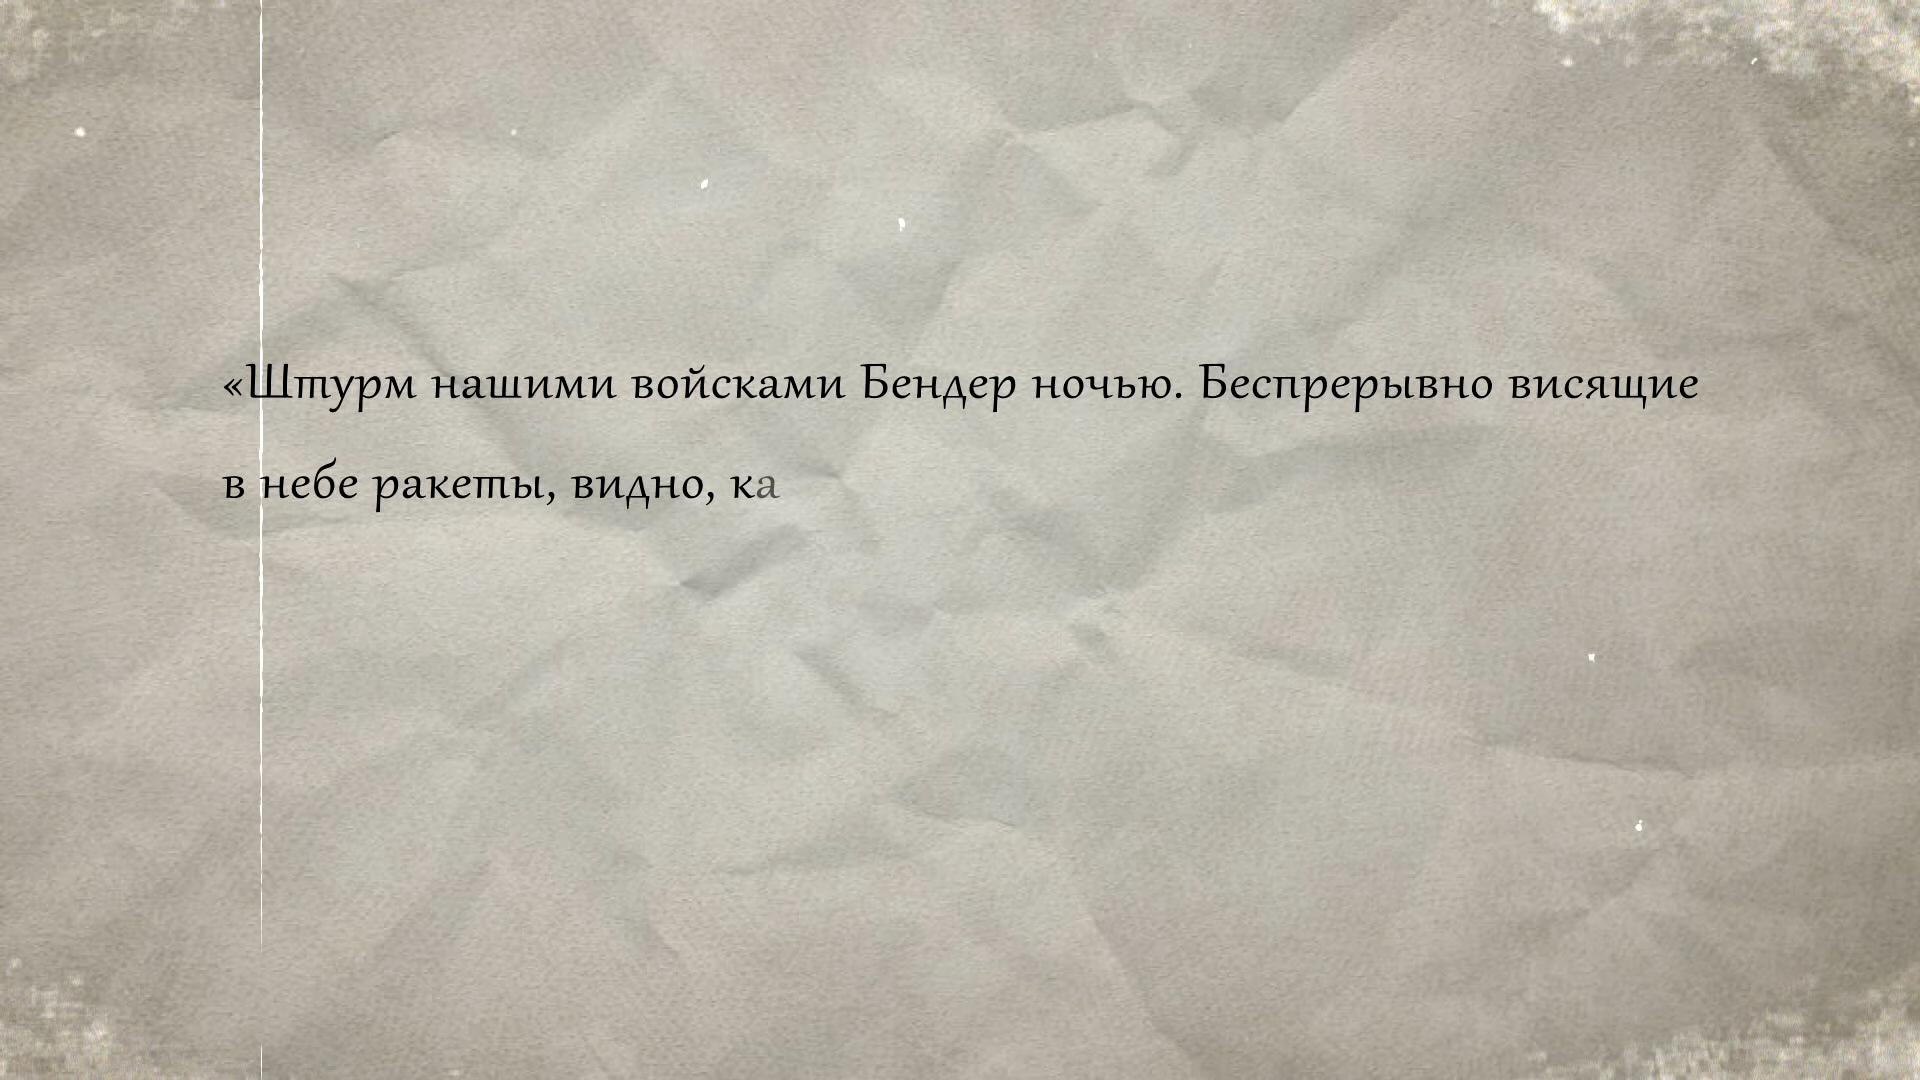 «Штурм нашими войсками Бендер ночью. Беспрерывно висящие
в небе ракеты, видно, ка